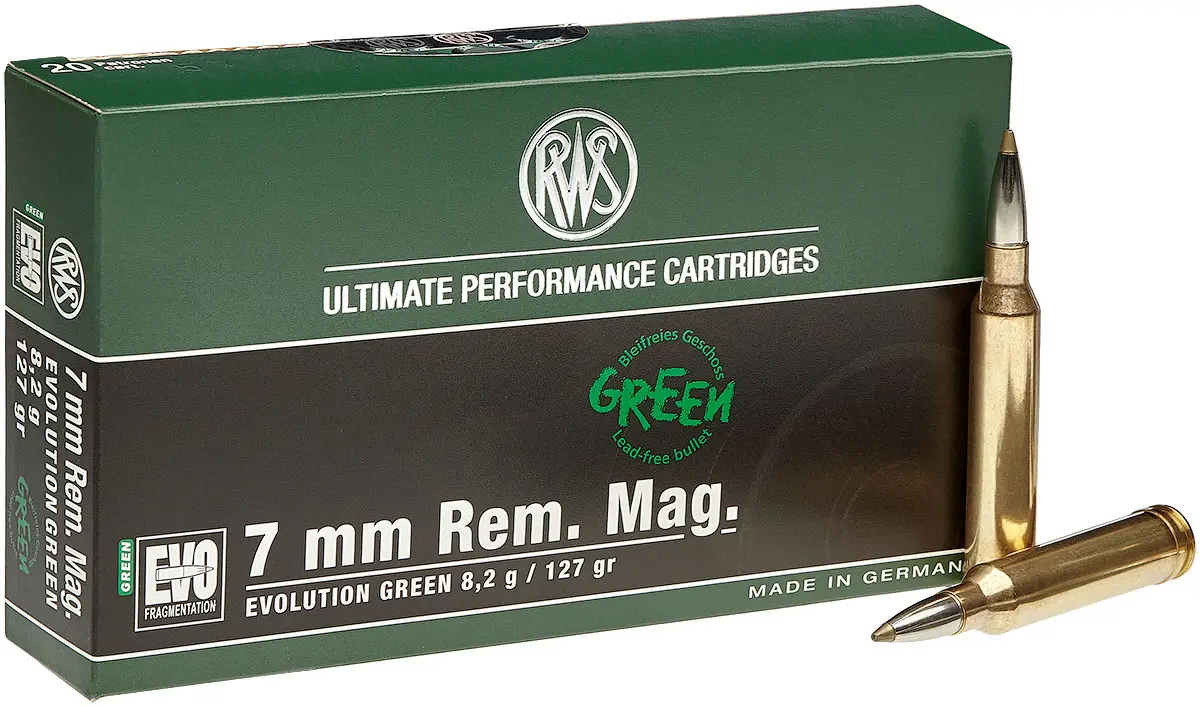 20 Patronen
cart.
RWS
ULTIMATE PERFORMANCE CARTRIDGES
Bleifreies Geschoss
GREEN
Lead-free bullet
7 mm Rem. Mag.
EVOLUTION GREEN 8,2 g / 127 gr
GREEN
EVO
FRAGMENTATION
MADE IN GERMAN
RWS
GREEN
EVO
FRAGMENTATION
7 mm Rem. Mag.
EVOLUTION GREEN
8,2 g
127 gr
GREEN